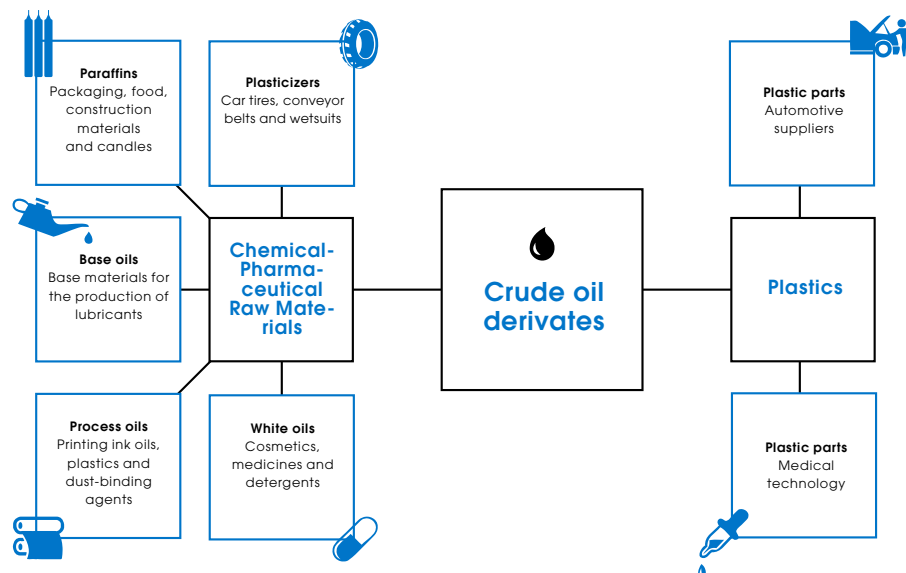 Paraffins
Packaging, food,
construction
materials
and candles
Plasticizers
Car tires, conveyor
belts and wetsuits
Plastic parts
Automotive
suppliers
Base oils
Base materials for
the production of
lubricants
Chemical-
Pharma-
ceutical
Raw Mate-
rials
Crude oil
derivates
Plastics
Process oils
Printing ink oils,
plastics and
dust-binding
agents
White oils
Cosmetics,
medicines and
detergents
Plastic parts
Medical
technology